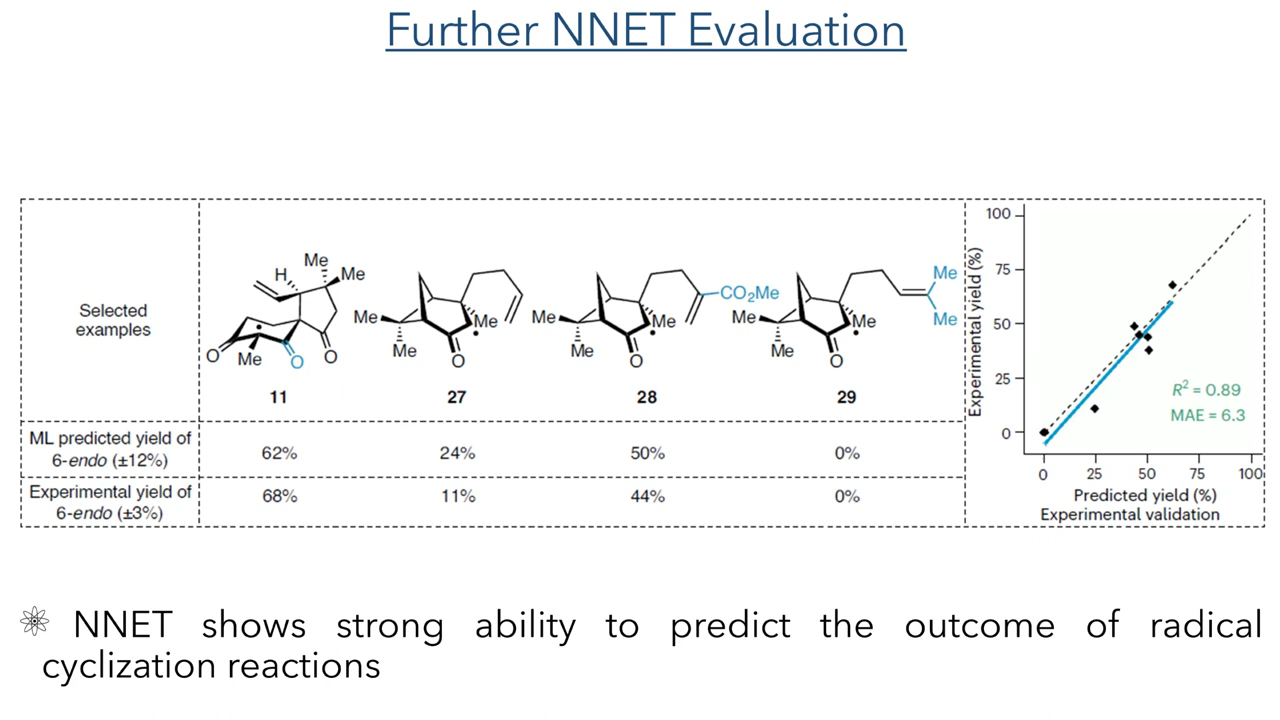 Further NNET Evaluation
Selected
examples
H
Me
Me
O
Me
O
O
11
Me
Me
Me
O
27
Me
Me
Me
O
CO2Me
28
Me
Me
Me
O
Me
Me
29
ML predicted yield of
6-endo (±12%)
62%
24%
50%
0%
Experimental yield of
6-endo (±3%)
68%
11%
44%
0%
Experimental yield (%)
100
75
50
25
0
R2 = 0.89
MAE = 6.3
0 25 50 75 100
Predicted yield (%)
Experimental validation
NNET shows strong ability to predict the outcome of radical
cyclization reactions